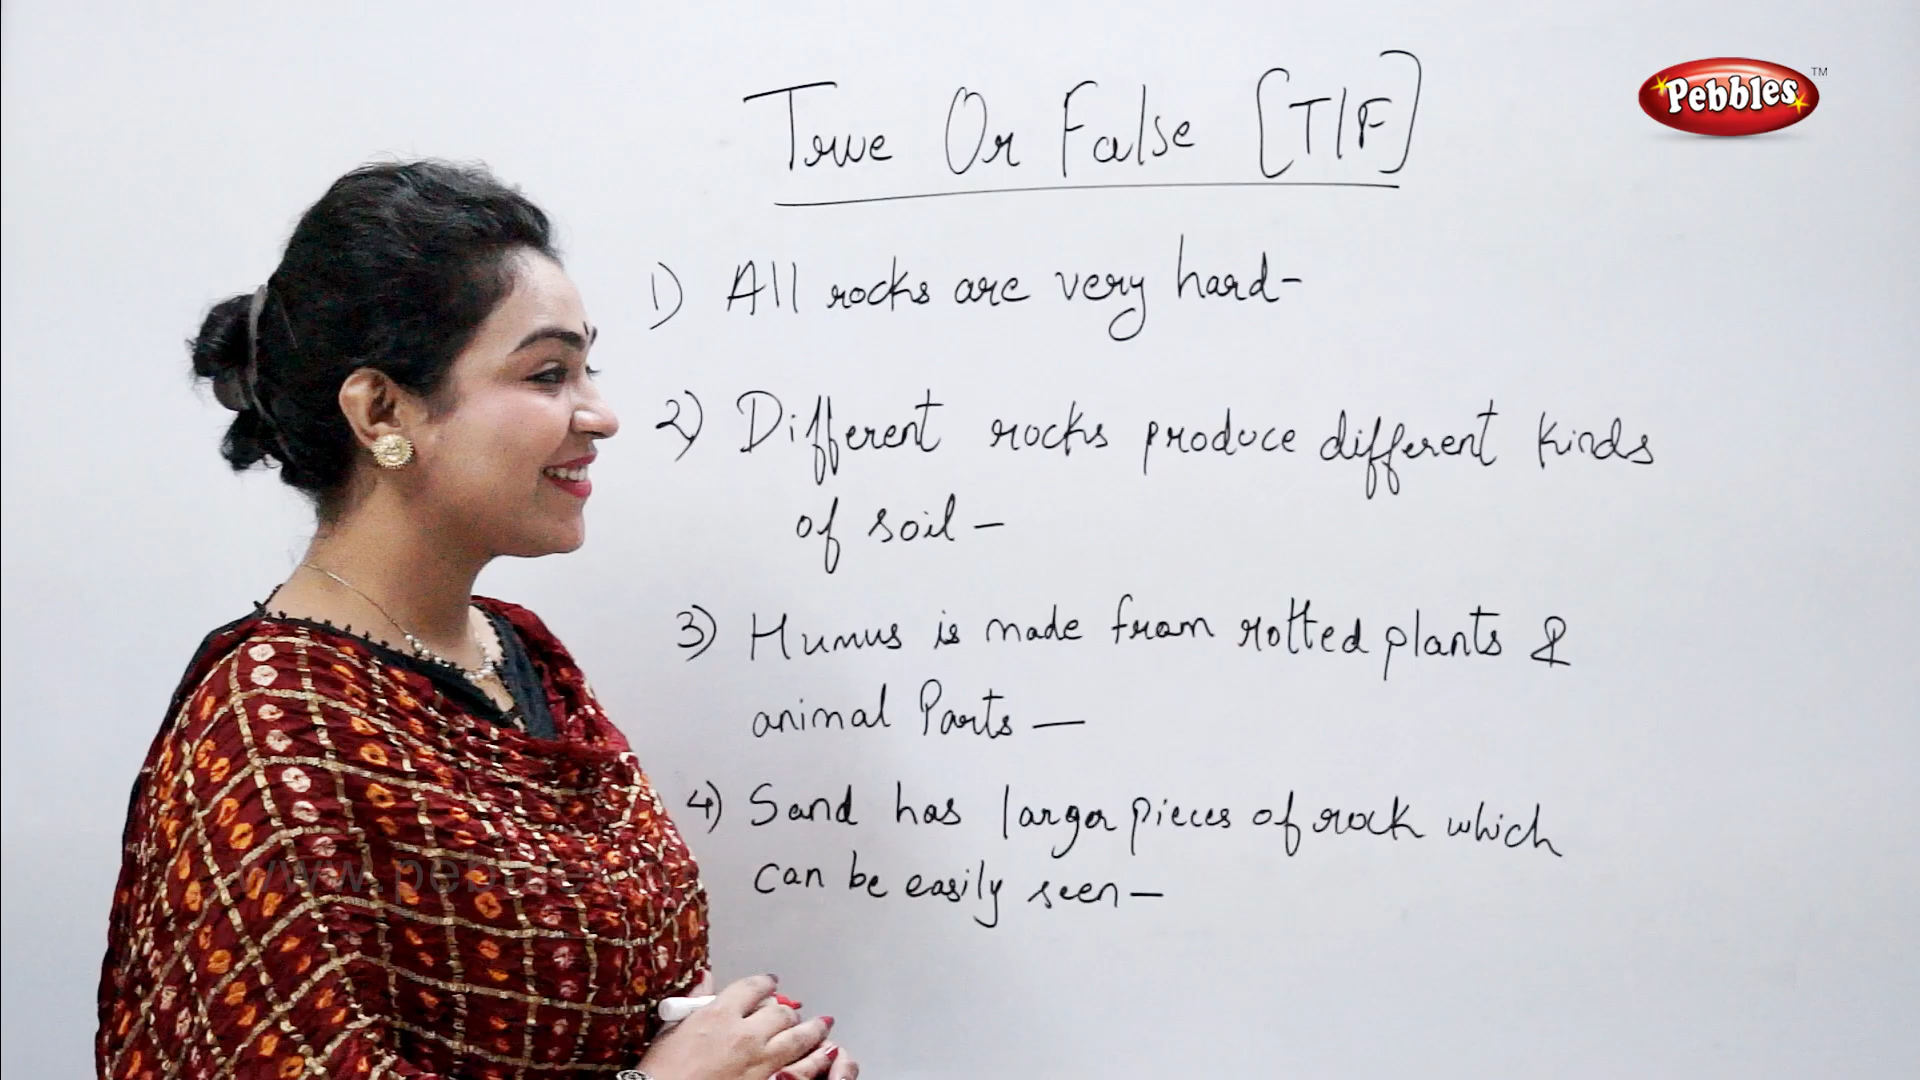 True Or False [T/F]
Pebbles TM
1) All rocks are very hard-
2) Different rocks produce different kinds
of soil -
3) Humus is made from rotted plants &
animal Parts -
4) Sand has larger pieces of rock which
can be easily seen -